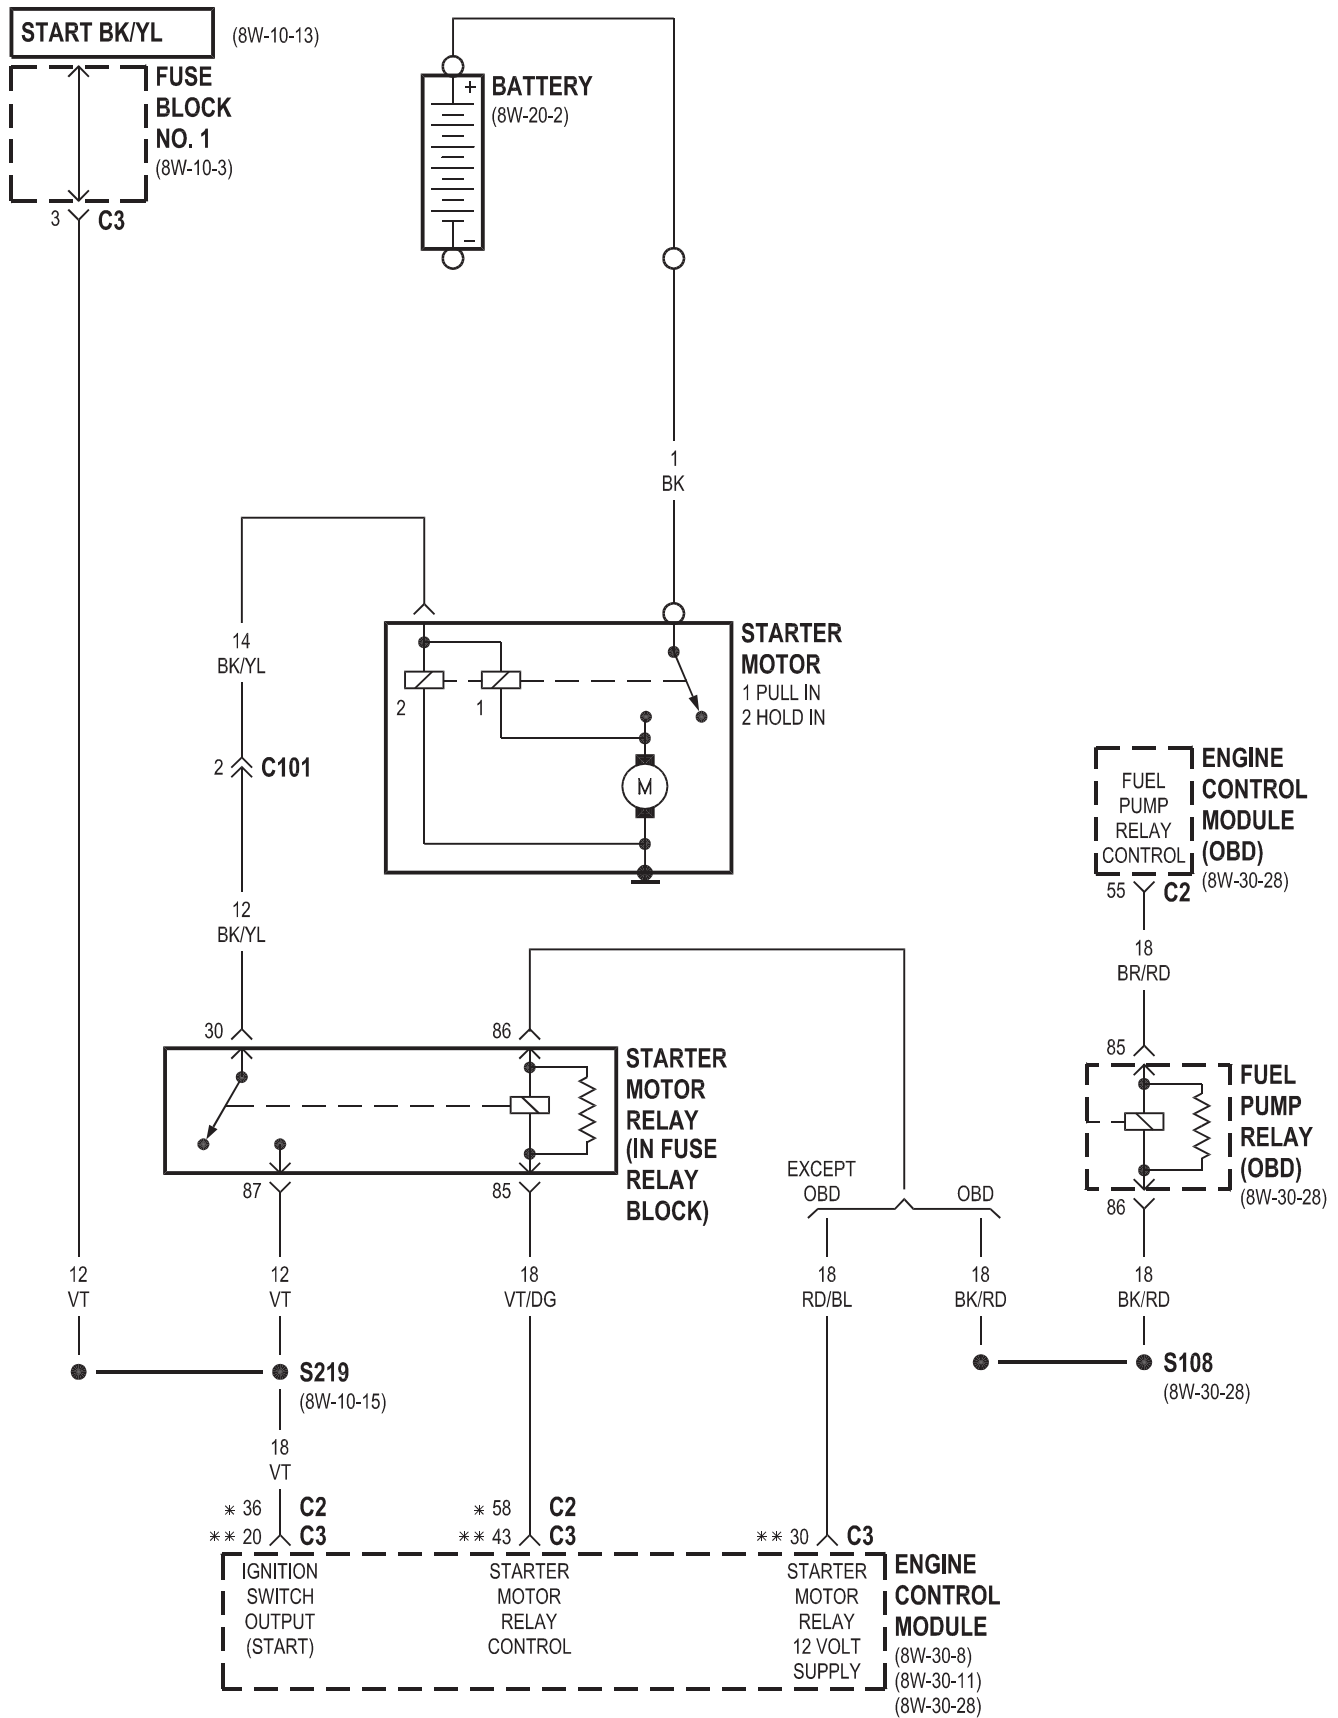 START BK/YL
(8W-10-13)
FUSE
BLOCK
NO. 1
(8W-10-3)
3
C3
+
BATTERY
(8W-20-2)
−
1
BK
14
BK/YL
2
C101
12
BK/YL
STARTER
MOTOR
1 PULL IN
2 HOLD IN
2
1
M
FUEL
PUMP
RELAY
CONTROL
ENGINE
CONTROL
MODULE
(OBD)
(8W-30-28)
55
C2
18
BR/RD
30
86
STARTER
MOTOR
RELAY
(IN FUSE
RELAY
BLOCK)
87
85
85
FUEL
PUMP
RELAY
(OBD)
(8W-30-28)
86
EXCEPT
OBD
OBD
12
VT
12
VT
18
VT/DG
18
RD/BL
18
BK/RD
18
BK/RD
S219
(8W-10-15)
S108
(8W-30-28)
18
VT
* 36 C2
** 20 C3
* 58 C2
** 43 C3
** 30 C3
IGNITION
SWITCH
OUTPUT
(START)
STARTER
MOTOR
RELAY
CONTROL
STARTER
MOTOR
RELAY
12 VOLT
SUPPLY
ENGINE
CONTROL
MODULE
(8W-30-8)
(8W-30-11)
(8W-30-28)